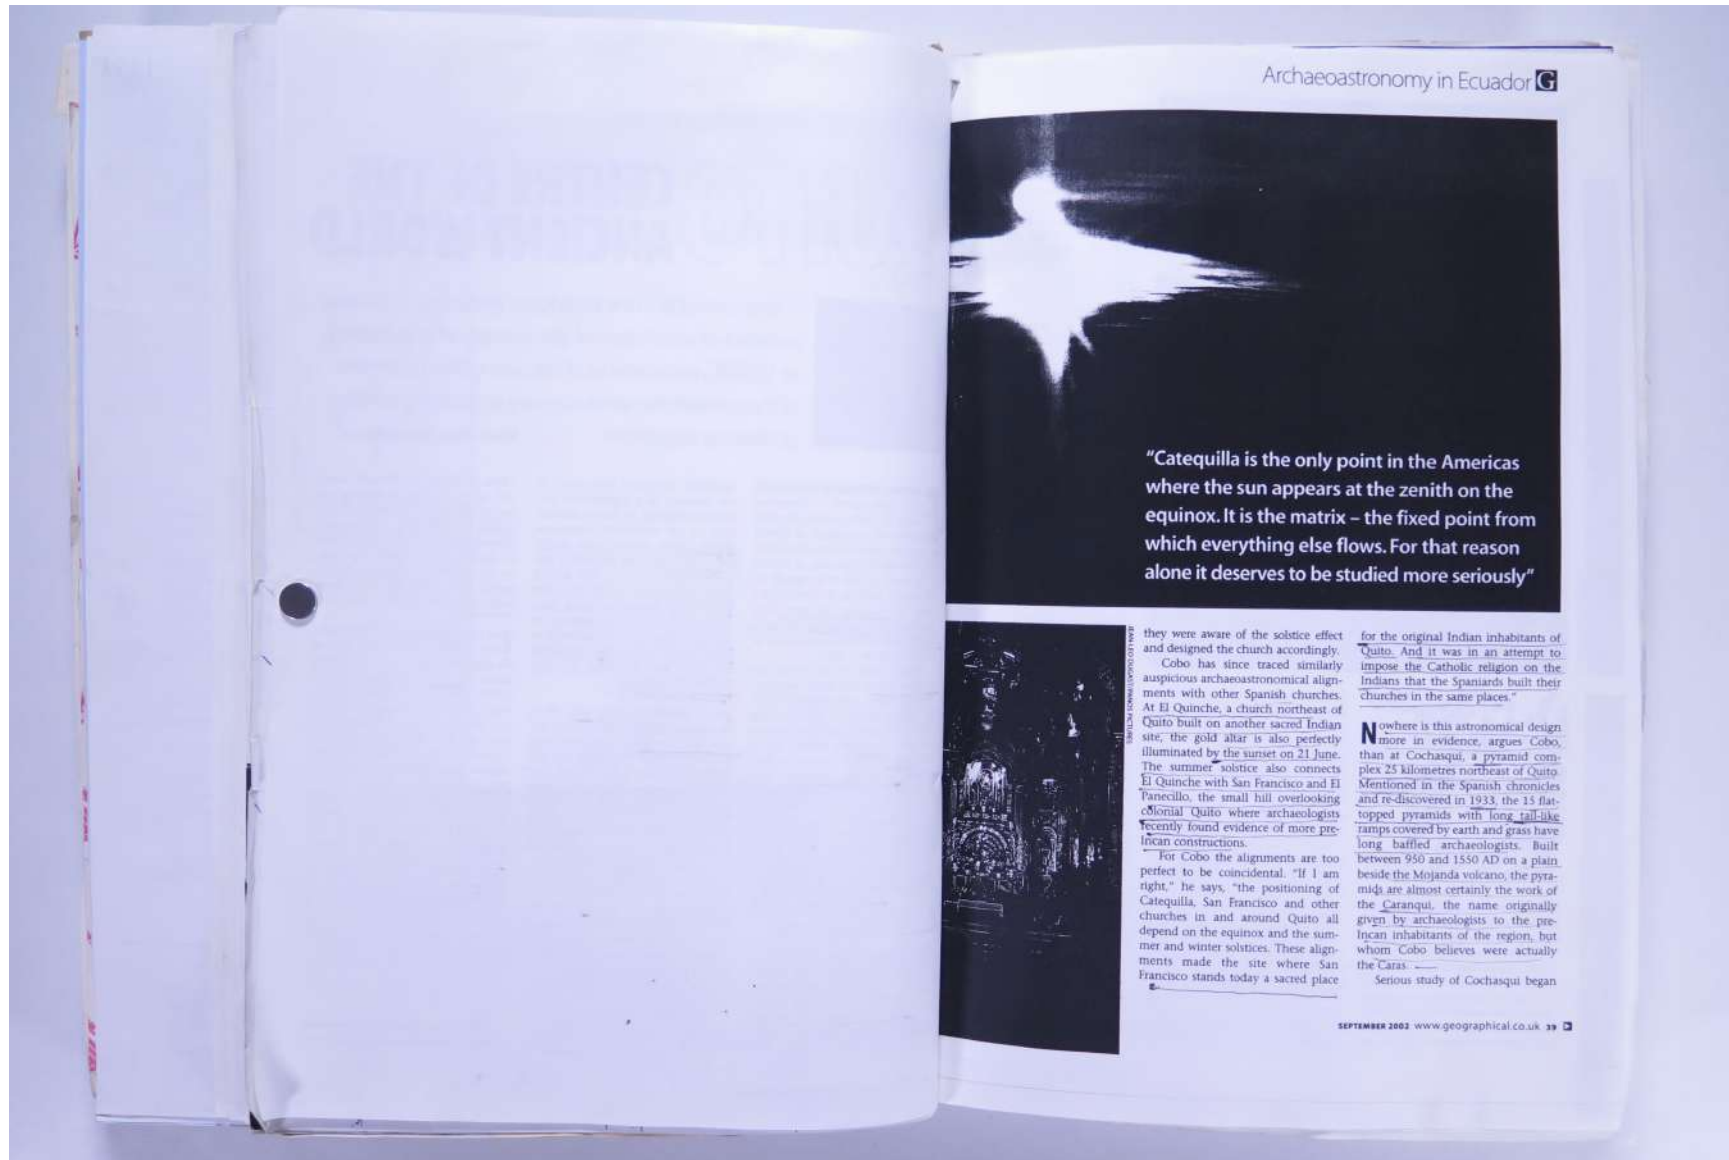 Archaeoastronomy in Ecuador G
"Catequilla is the only point in the Americas
where the sun appears at the zenith on the
equinox. It is the matrix – the fixed point from
which everything else flows. For that reason
alone it deserves to be studied more seriously"
JEAN-LEO DUGAST/PANOS PICTURES
they were aware of the solstice effect
and designed the church accordingly.
Cobo has since traced similarly
auspicious archaeoastronomical align-
ments with other Spanish churches.
At El Quinche, a church northeast of
Quito built on another sacred Indian
site, the gold altar is also perfectly
illuminated by the sunset on 21 June.
The summer solstice also connects
El Quinche with San Francisco and El
Panecillo, the small hill overlooking
colonial Quito where archaeologists
recently found evidence of more pre-
Incan constructions.
For Cobo the alignments are too
perfect to be coincidental. "If I am
right," he says, "the positioning of
Catequilla, San Francisco and other
churches in and around Quito all
depend on the equinox and the sum-
mer and winter solstices. These align-
ments made the site where San
Francisco stands today a sacred place
for the original Indian inhabitants of
Quito. And it was in an attempt to
impose the Catholic religion on the
Indians that the Spaniards built their
churches in the same places."
Nowhere is this astronomical design
more in evidence, argues Cobo,
than at Cochasqui, a pyramid com-
plex 25 kilometres northeast of Quito.
Mentioned in the Spanish chronicles
and re-discovered in 1933, the 15 flat-
topped pyramids with long tail-like
ramps covered by earth and grass have
long baffled archaeologists. Built
between 950 and 1550 AD on a plain
beside the Mojanda volcano, the pyra-
mids are almost certainly the work of
the Caranqui, the name originally
given by archaeologists to the pre-
Incan inhabitants of the region, but
whom Cobo believes were actually
the Caras.
Serious study of Cochasqui began
SEPTEMBER 2002 www.geographical.co.uk 39